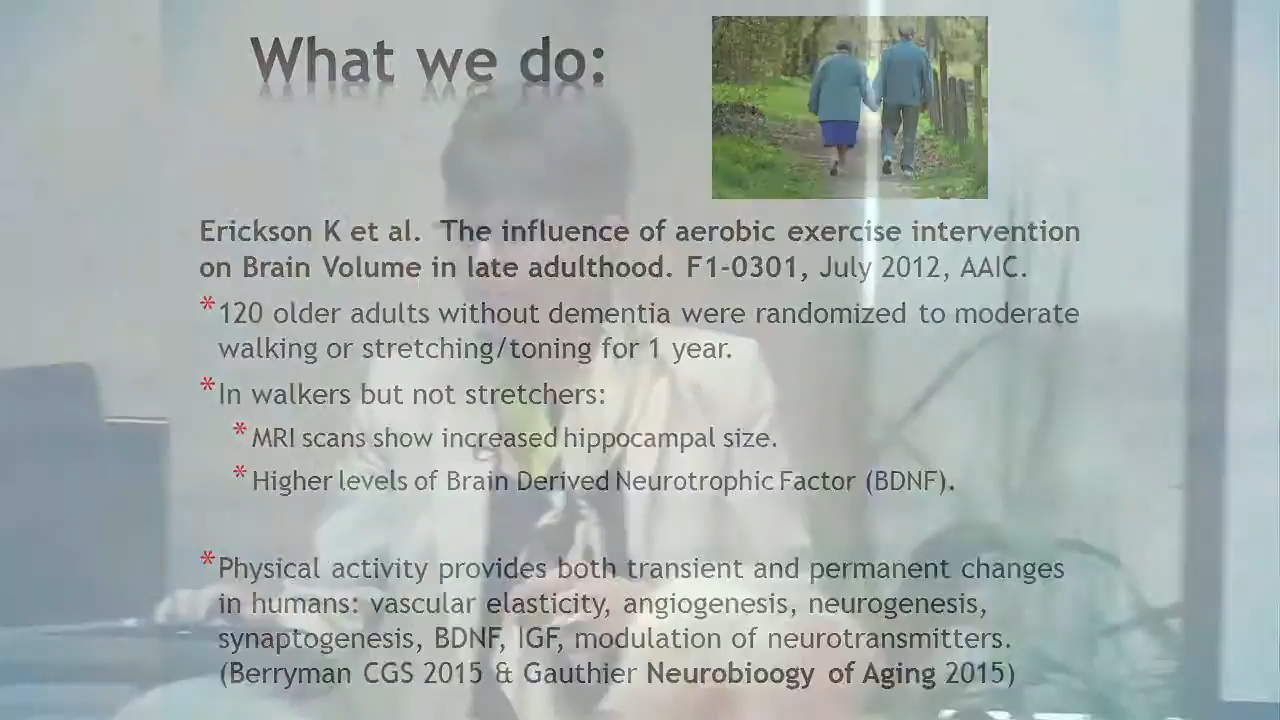 What we do:
Erickson K et al. The influence of aerobic exercise intervention
on Brain Volume in late adulthood. F1-0301, July 2012, AAIC.
*120 older adults without dementia were randomized to moderate
walking or stretching/toning for 1 year.
*In walkers but not stretchers:
*MRI scans show increased hippocampal size.
*Higher levels of Brain Derived Neurotrophic Factor (BDNF).
*Physical activity provides both transient and permanent changes
in humans: vascular elasticity, angiogenesis, neurogenesis,
synaptogenesis, BDNF, IGF, modulation of neurotransmitters.
(Berryman CGS 2015 & Gauthier Neurobioogy of Aging 2015)